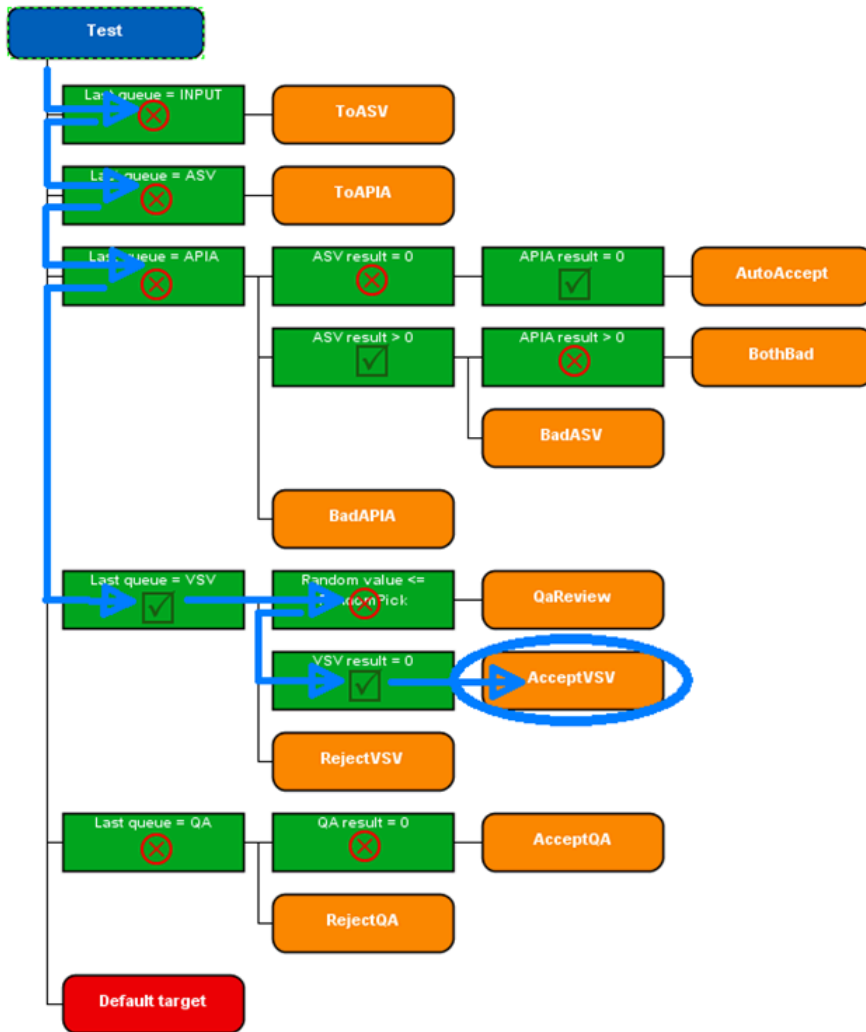 Test
Last queue = INPUT
ToASV
Last queue = ASV
ToAPIA
Last queue = APIA
ASV result = 0
APIA result = 0
AutoAccept
ASV result > 0
APIA result > 0
BothBad
BadASV
BadAPIA
Last queue = VSV
Random value <=
RandomPick
QaReview
VSV result = 0
AcceptVSV
RejectVSV
Last queue = QA
QA result = 0
AcceptQA
RejectQA
Default target